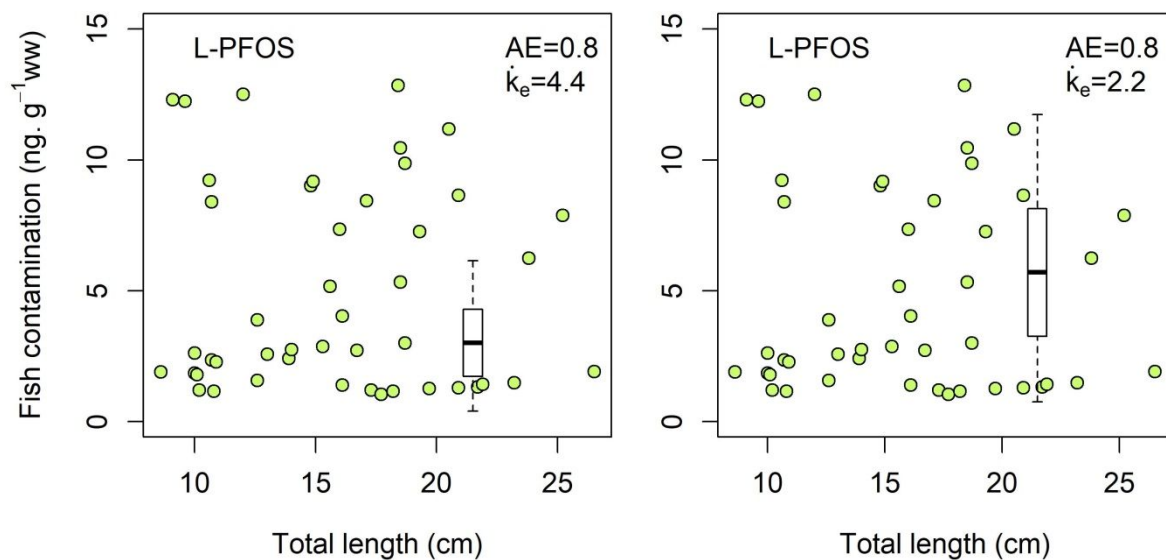 Fish contamination (ng. g⁻¹ww)
15
10
5
0
L-PFOS
AE=0.8
k̇ₑ=4.4
10 15 20 25
Total length (cm)
15
10
5
0
L-PFOS
AE=0.8
k̇ₑ=2.2
10 15 20 25
Total length (cm)